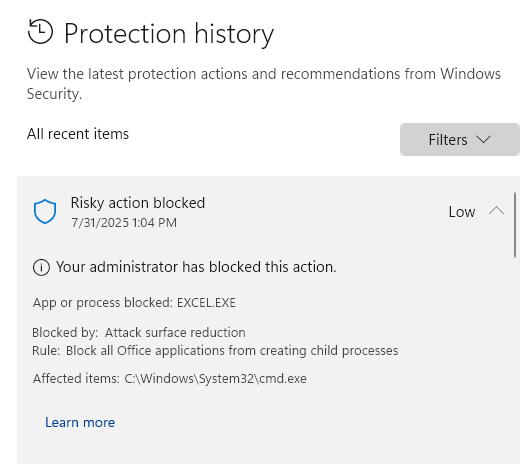 Protection history
View the latest protection actions and recommendations from Windows
Security.
All recent items
Filters
Risky action blocked
7/31/2025 1:04 PM
Low
Your administrator has blocked this action.
App or process blocked: EXCEL.EXE
Blocked by: Attack surface reduction
Rule: Block all Office applications from creating child processes
Affected items: C:\Windows\System32\cmd.exe
Learn more